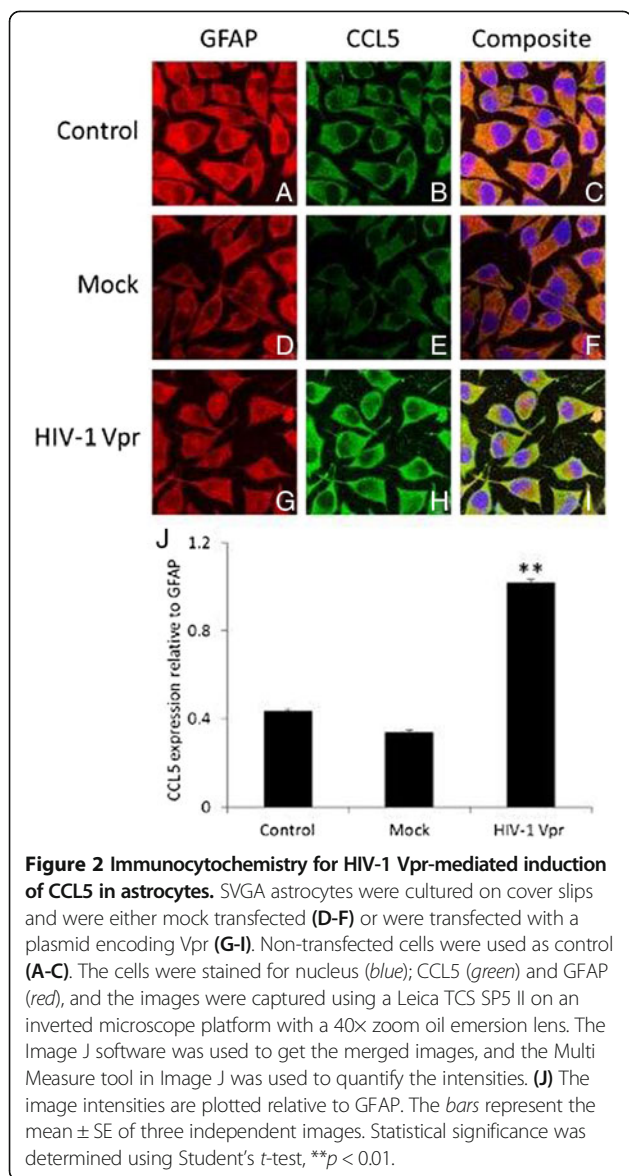 GFAP CCL5 Composite
Control
A B C
Mock
D E F
HIV-1 Vpr
G H I
J
1.2
**
0.8
0.4
0
CCL5 expression relative to GFAP
Control Mock HIV-1 Vpr
Figure 2 Immunocytochemistry for HIV-1 Vpr-mediated induction
of CCL5 in astrocytes. SVGA astrocytes were cultured on cover slips
and were either mock transfected (D-F) or were transfected with a
plasmid encoding Vpr (G-I). Non-transfected cells were used as control
(A-C). The cells were stained for nucleus (blue); CCL5 (green) and GFAP
(red), and the images were captured using a Leica TCS SP5 II on an
inverted microscope platform with a 40× zoom oil emersion lens. The
Image J software was used to get the merged images, and the Multi
Measure tool in Image J was used to quantify the intensities. (J) The
image intensities are plotted relative to GFAP. The bars represent the
mean ± SE of three independent images. Statistical significance was
determined using Student's t-test, **p < 0.01.